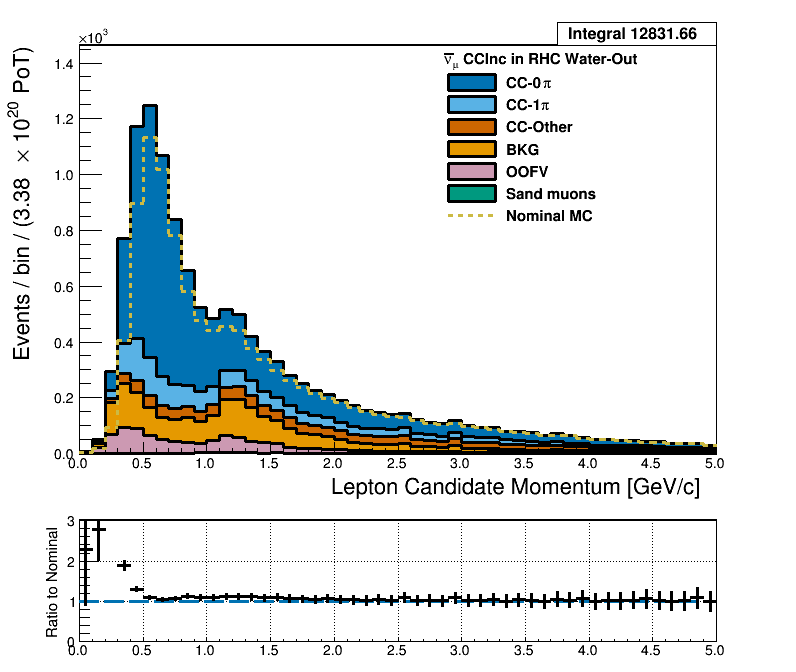 Integral 12831.66
×10³
ν̅μ CCInc in RHC Water-Out
CC-0π
CC-1π
CC-Other
BKG
OOFV
Sand muons
Nominal MC
Events / bin / (3.38 × 10²⁰ PoT)
1.4
1.2
1.0
0.8
0.6
0.4
0.2
0.0
0.0 0.5 1.0 1.5 2.0 2.5 3.0 3.5 4.0 4.5 5.0
Lepton Candidate Momentum [GeV/c]
Ratio to Nominal
3
2
1
0
0.0 0.5 1.0 1.5 2.0 2.5 3.0 3.5 4.0 4.5 5.0